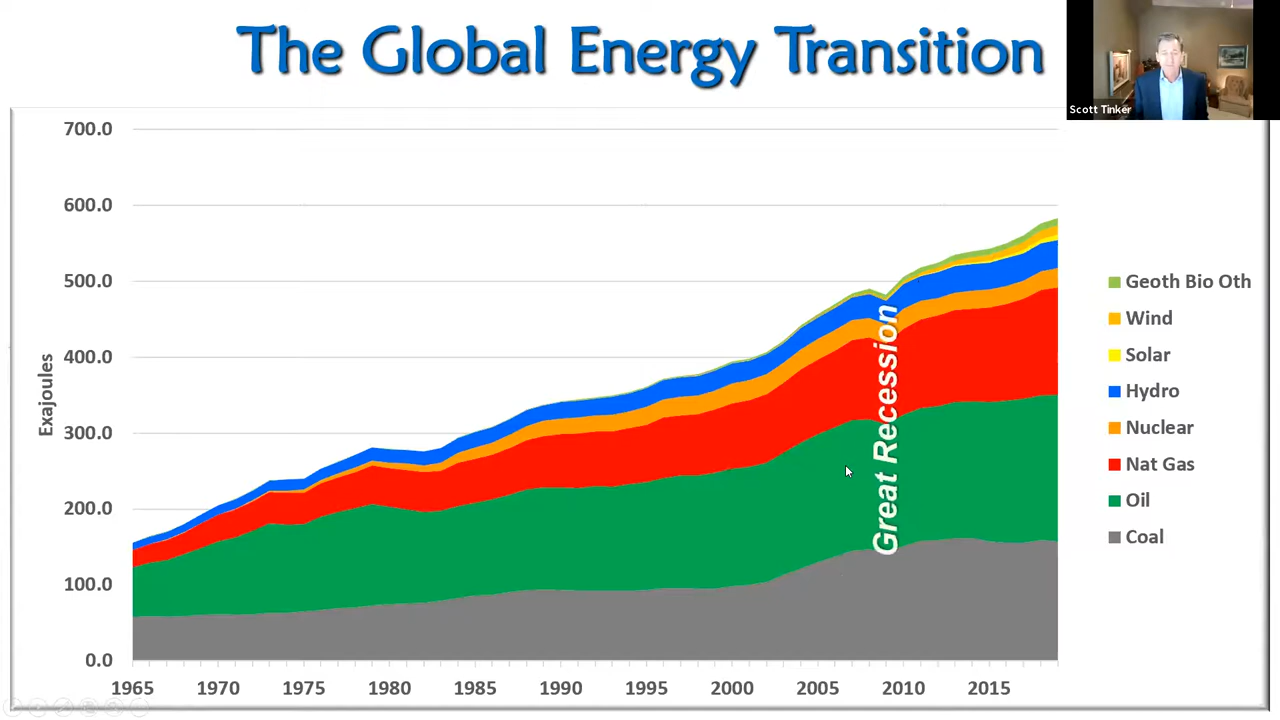 The Global Energy Transition
Scott Tinker
700.0
600.0
500.0
400.0
300.0
200.0
100.0
0.0
Exajoules
Great Recession
1965 1970 1975 1980 1985 1990 1995 2000 2005 2010 2015
Geoth Bio Oth
Wind
Solar
Hydro
Nuclear
Nat Gas
Oil
Coal